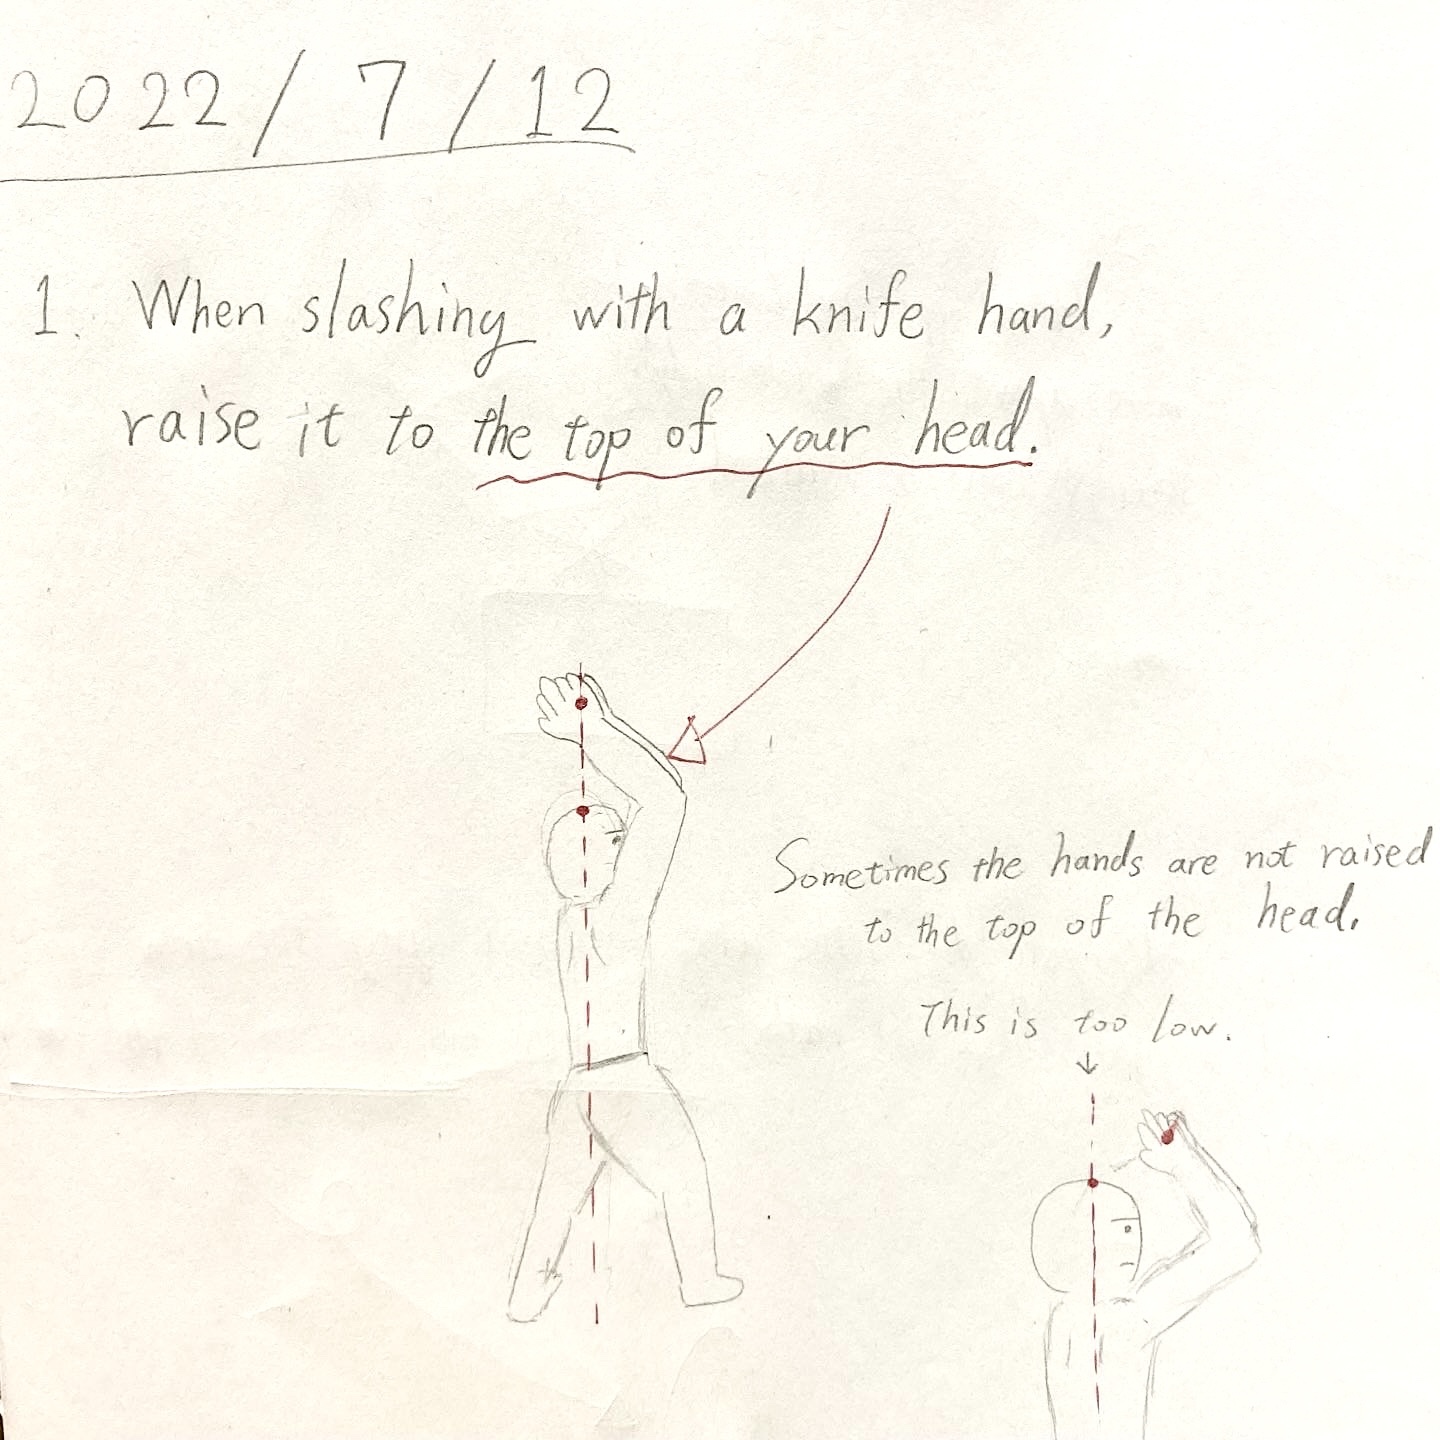 2022/7/12
1. When slashing with a knife hand,
raise it to the top of your head.
Sometimes the hands are not raised
to the top of the head.
This is too low.